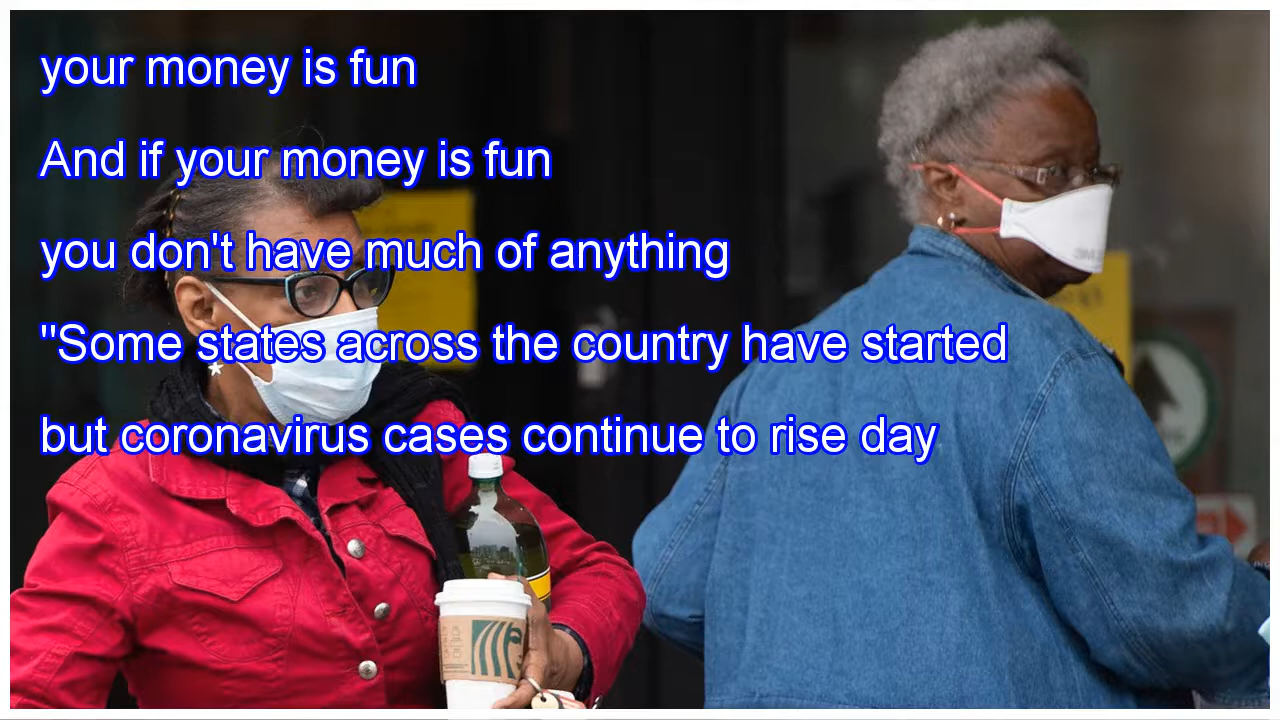 your money is fun
And if your money is fun
you don't have much of anything
"Some states across the country have started
but coronavirus cases continue to rise day